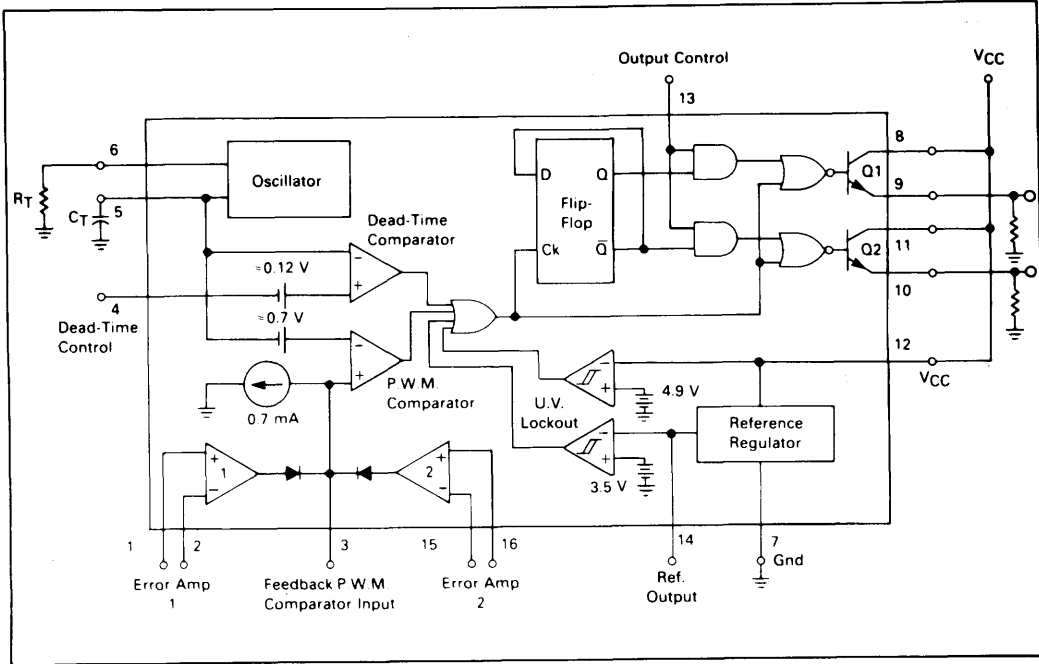 Output Control
VCC
13
6
8
Oscillator
D
Q
Q1
RT
5
CT
Flip-
Flop
9
Dead-Time
Comparator
11
Ck
Q̅
Q2
≈0.12 V
10
4
≈0.7 V
Dead-Time
Control
12
VCC
P.W.M.
Comparator
4.9 V
U.V.
Lockout
0.7 mA
Reference
Regulator
1
2
3.5 V
1
2
3
15
16
14
7
Gnd
Error Amp
1
Feedback P.W.M.
Comparator Input
Error Amp
2
Ref.
Output